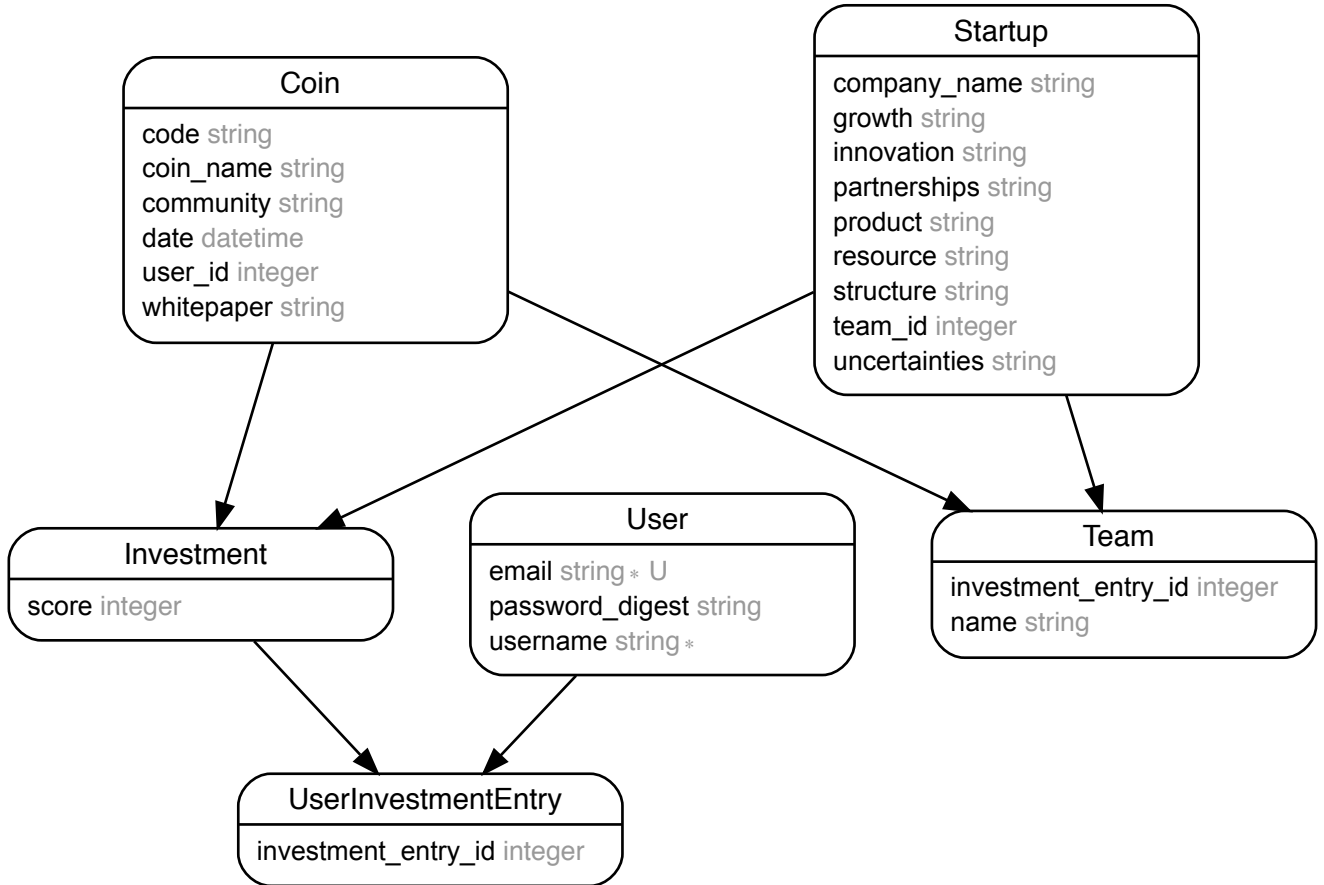 Coin
code string
coin_name string
community string
date datetime
user_id integer
whitepaper string
Startup
company_name string
growth string
innovation string
partnerships string
product string
resource string
structure string
team_id integer
uncertainties string
Investment
score integer
User
email string∗ U
password_digest string
username string∗
Team
investment_entry_id integer
name string
UserInvestmentEntry
investment_entry_id integer